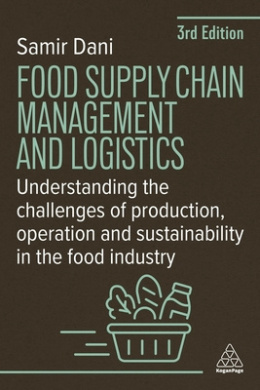 3rd Edition
Samir Dani
FOOD SUPPLY CHAIN
MANAGEMENT
AND LOGISTICS
Understanding the
challenges of production,
operation and sustainability
in the food industry
KoganPage